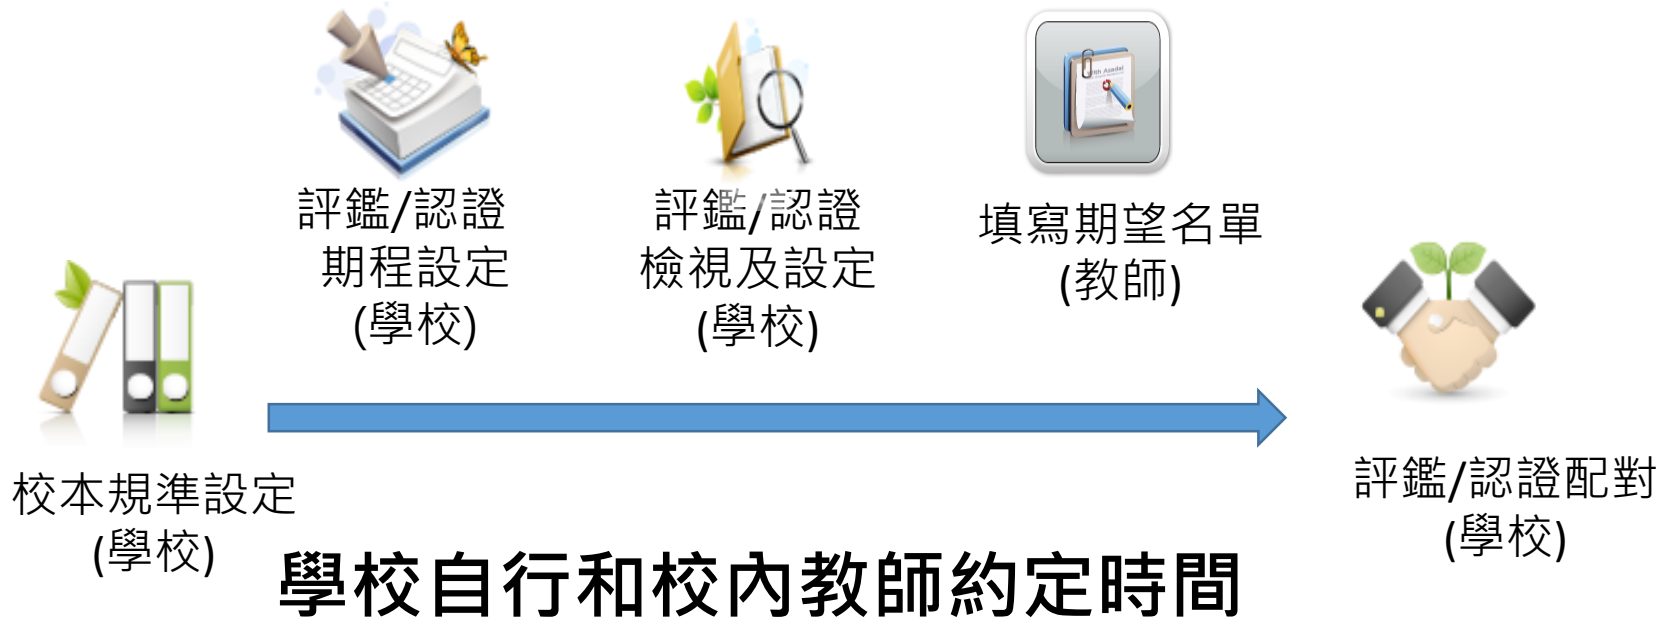 評鑑/認證
期程設定
(學校)
評鑑/認證
檢視及設定
(學校)
填寫期望名單
(教師)
校本規準設定
(學校)
評鑑/認證配對
(學校)
學校自行和校內教師約定時間